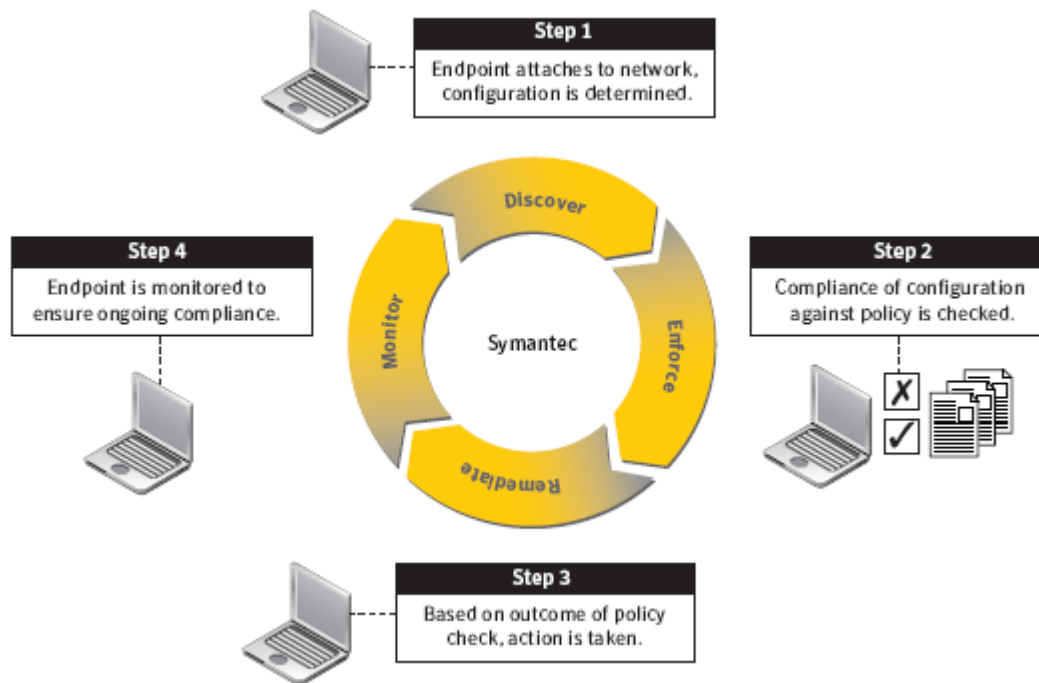 Step 1
Endpoint attaches to network,
configuration is determined.
Discover
Step 4
Endpoint is monitored to
ensure ongoing compliance.
Step 2
Compliance of configuration
against policy is checked.
Monitor
Symantec
Enforce
Remediate
Step 3
Based on outcome of policy
check, action is taken.